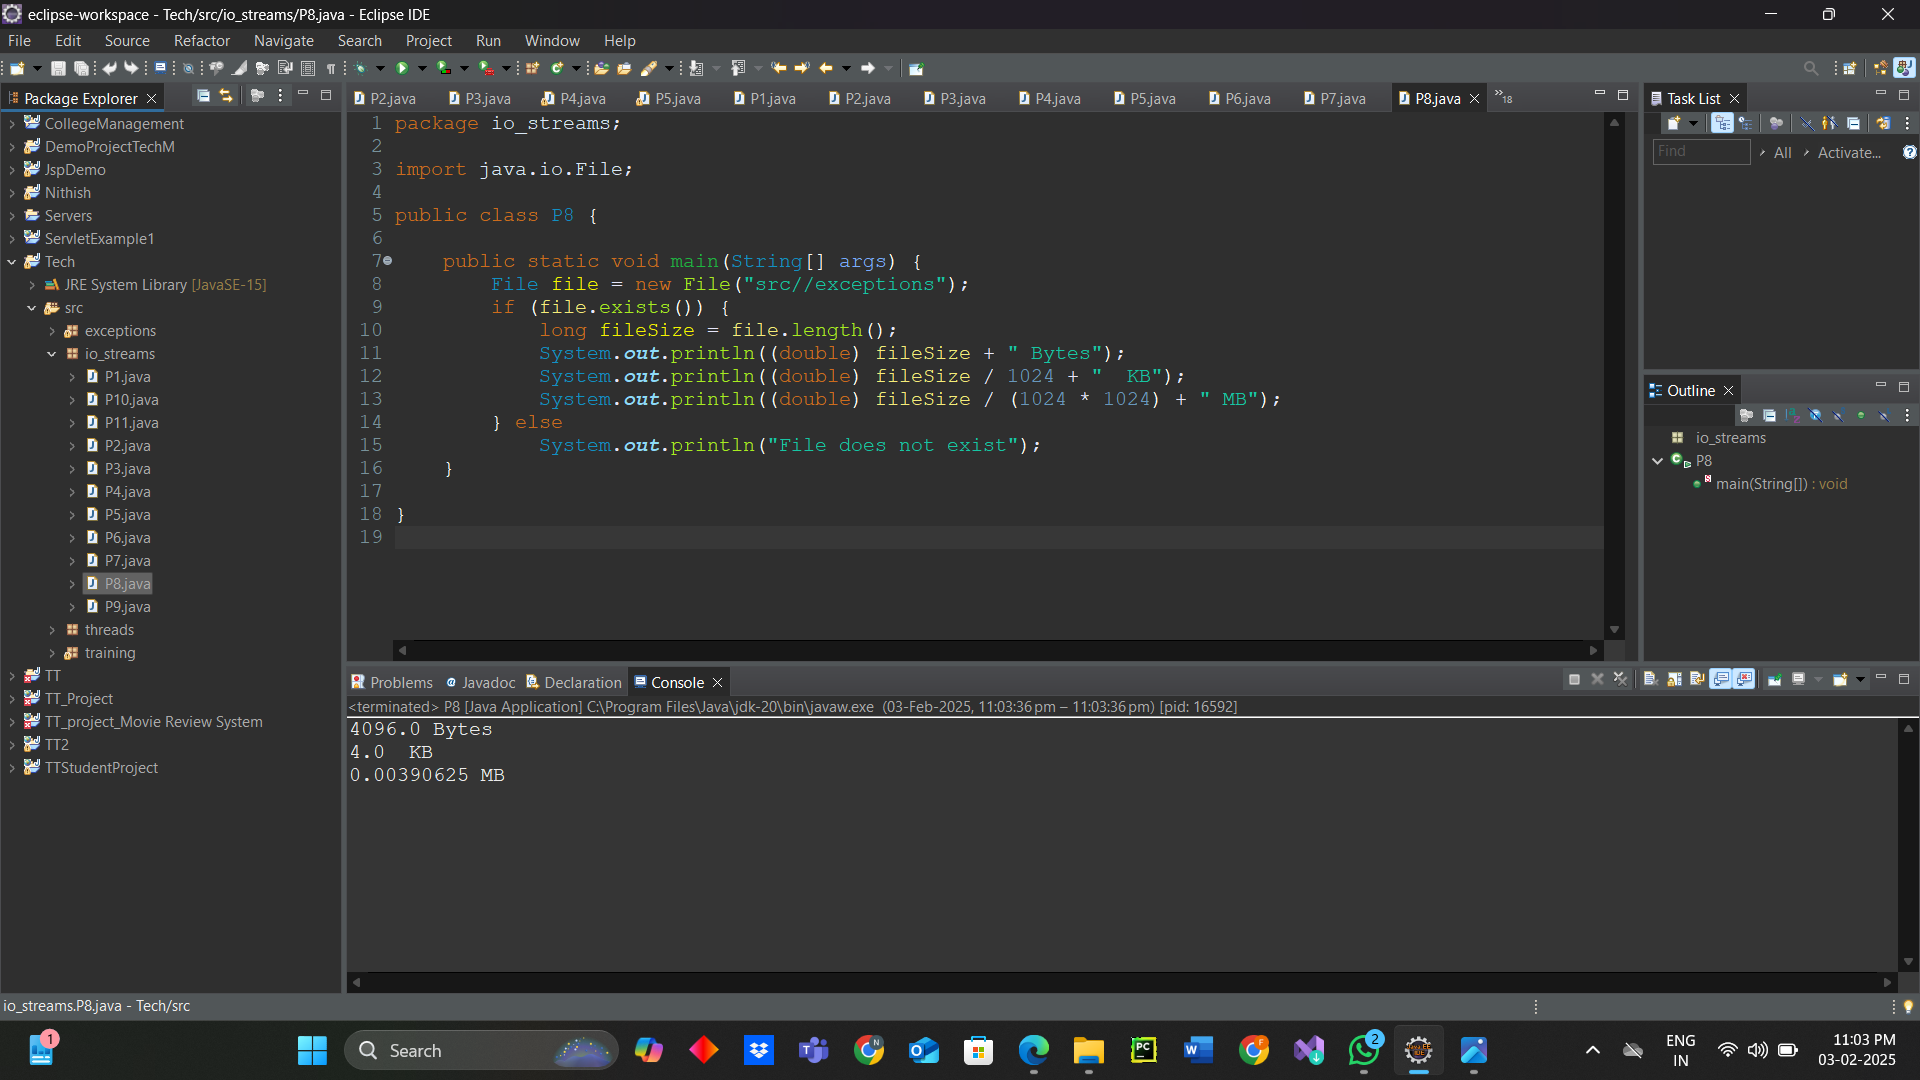 eclipse-workspace - Tech/src/io_streams/P8.java - Eclipse IDE
File Edit Source Refactor Navigate Search Project Run Window Help
Package Explorer
CollegeManagement
DemoProjectTechM
JspDemo
Nithish
Servers
ServletExample1
Tech
JRE System Library [JavaSE-15]
src
exceptions
io_streams
P1.java
P10.java
P11.java
P2.java
P3.java
P4.java
P5.java
P6.java
P7.java
P8.java
P9.java
threads
training
TT
TT_Project
TT_project_Movie Review System
TT2
TTStudentProject
P2.java P3.java P4.java P5.java P1.java P2.java P3.java P4.java P5.java P6.java P7.java P8.java 18
1 package io_streams;
2
3 import java.io.File;
4
5 public class P8 {
6
7 public static void main(String[] args) {
8 File file = new File("src//exceptions");
9 if (file.exists()) {
10 long fileSize = file.length();
11 System.out.println((double) fileSize + " Bytes");
12 System.out.println((double) fileSize / 1024 + "  KB");
13 System.out.println((double) fileSize / (1024 * 1024) + " MB");
14 } else
15 System.out.println("File does not exist");
16 }
17
18 }
19
Task List
Find All Activate...
Outline
io_streams
P8
main(String[]) : void
Problems Javadoc Declaration Console
<terminated> P8 [Java Application] C:\Program Files\Java\jdk-20\bin\javaw.exe (03-Feb-2025, 11:03:36 pm – 11:03:36 pm) [pid: 16592]
4096.0 Bytes
4.0  KB
0.00390625 MB
io_streams.P8.java - Tech/src
1
Search
N
PC
F
2
ENG
IN
11:03 PM
03-02-2025